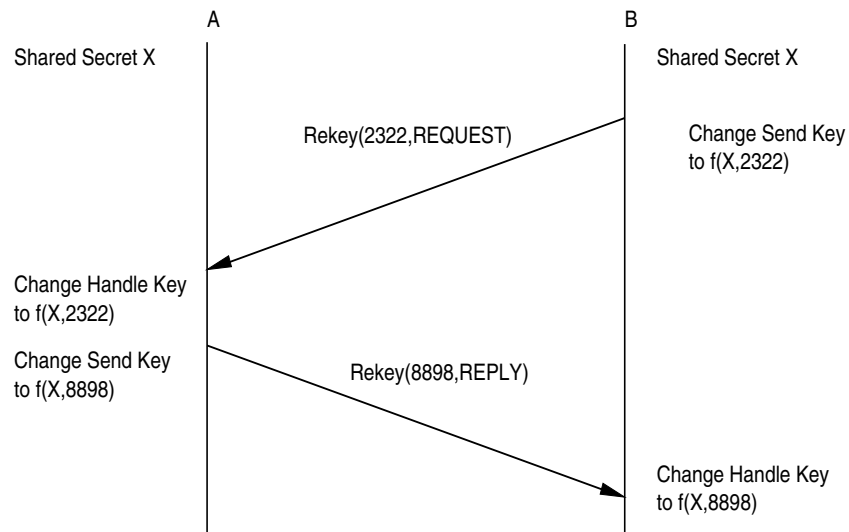 A
B
Shared Secret X
Shared Secret X
Rekey(2322,REQUEST)
Change Send Key
to f(X,2322)
Change Handle Key
to f(X,2322)
Change Send Key
to f(X,8898)
Rekey(8898,REPLY)
Change Handle Key
to f(X,8898)